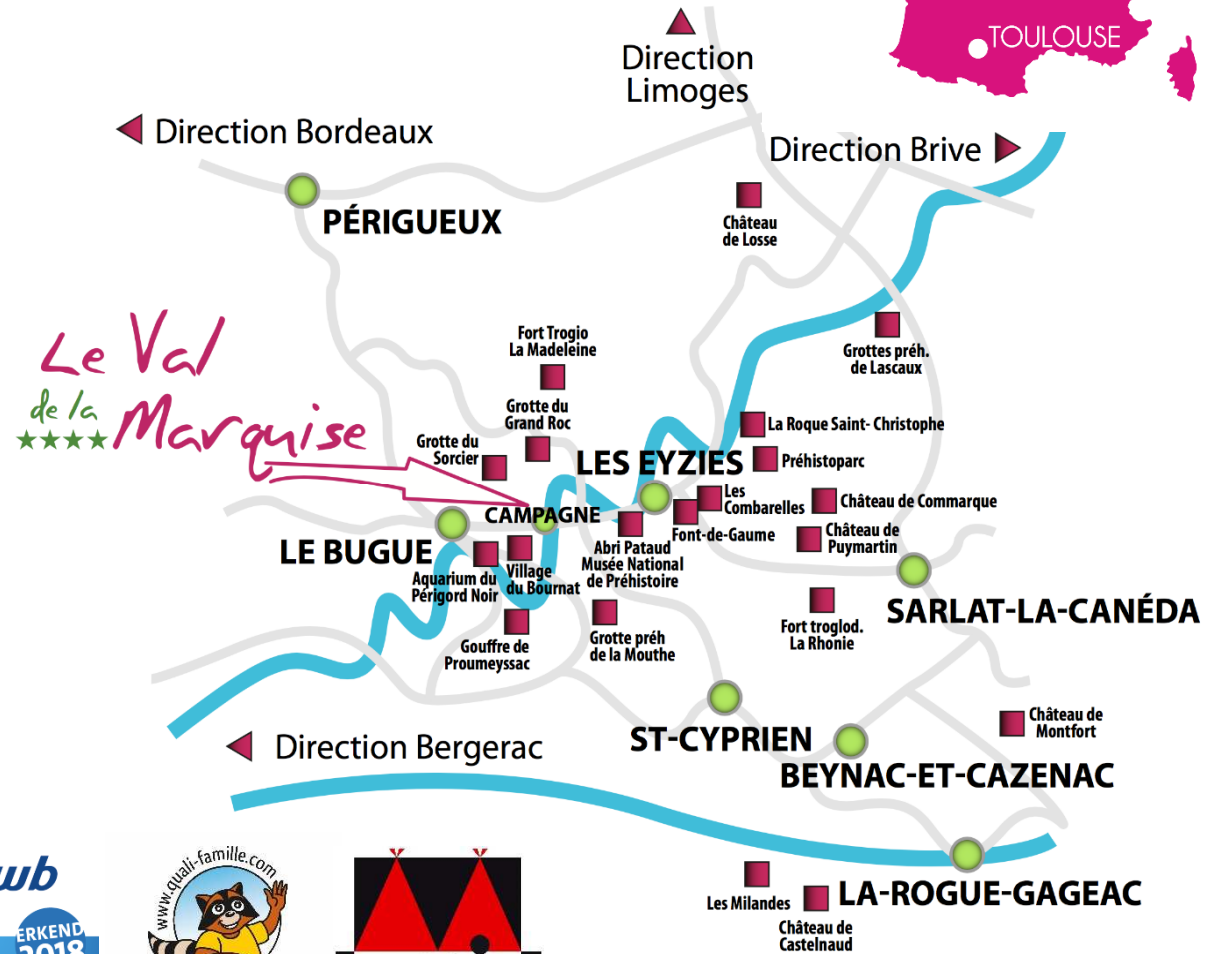 TOULOUSE
Direction
Limoges
Direction Bordeaux
Direction Brive
PÉRIGUEUX
Château
de Losse
Le Val
de la
Marquise
Fort Trogio
La Madeleine
Grottes préh.
de Lascaux
Grotte du
Grand Roc
La Roque Saint- Christophe
Grotte du
Sorcier
LES EYZIES
Préhistoparc
Les
Combarelles
Château de Commarque
CAMPAGNE
Font-de-Gaume
Château de
Puymartin
LE BUGUE
Abri Pataud
Musée National
de Préhistoire
Aquarium du
Périgord Noir
Village
du Bournat
SARLAT-LA-CANÉDA
Fort troglod.
La Rhonie
Grotte préh
de la Mouthe
Gouffre de
Proumeyssac
Château de
Montfort
ST-CYPRIEN
Direction Bergerac
BEYNAC-ET-CAZENAC
www.quali-famille.com
wb
ERKEND
2018
Les Milandes
LA-ROGUE-GAGEAC
Château de
Castelnaud